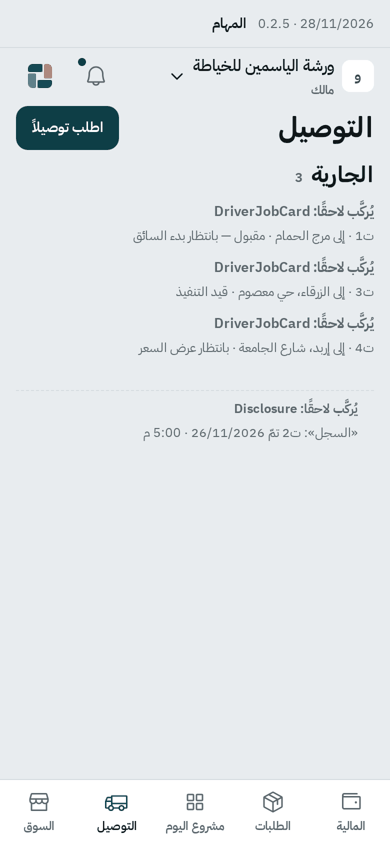 المهام 0.2.5 · 28/11/2026
و
ورشة الياسمين للخياطة
مالك
التوصيل
اطلب توصيلاً
الجارية 3
يُركَّب لاحقًا: DriverJobCard
ت1 · إلى مرج الحمام · مقبول — بانتظار بدء السائق
يُركَّب لاحقًا: DriverJobCard
ت3 · إلى الزرقاء، حي معصوم · قيد التنفيذ
يُركَّب لاحقًا: DriverJobCard
ت4 · إلى إربد، شارع الجامعة · بانتظار عرض السعر
يُركَّب لاحقًا: Disclosure
«السجل»: ت2 تمّ 26/11/2026 · 5:00 م
المالية
الطلبات
مشروع اليوم
التوصيل
السوق